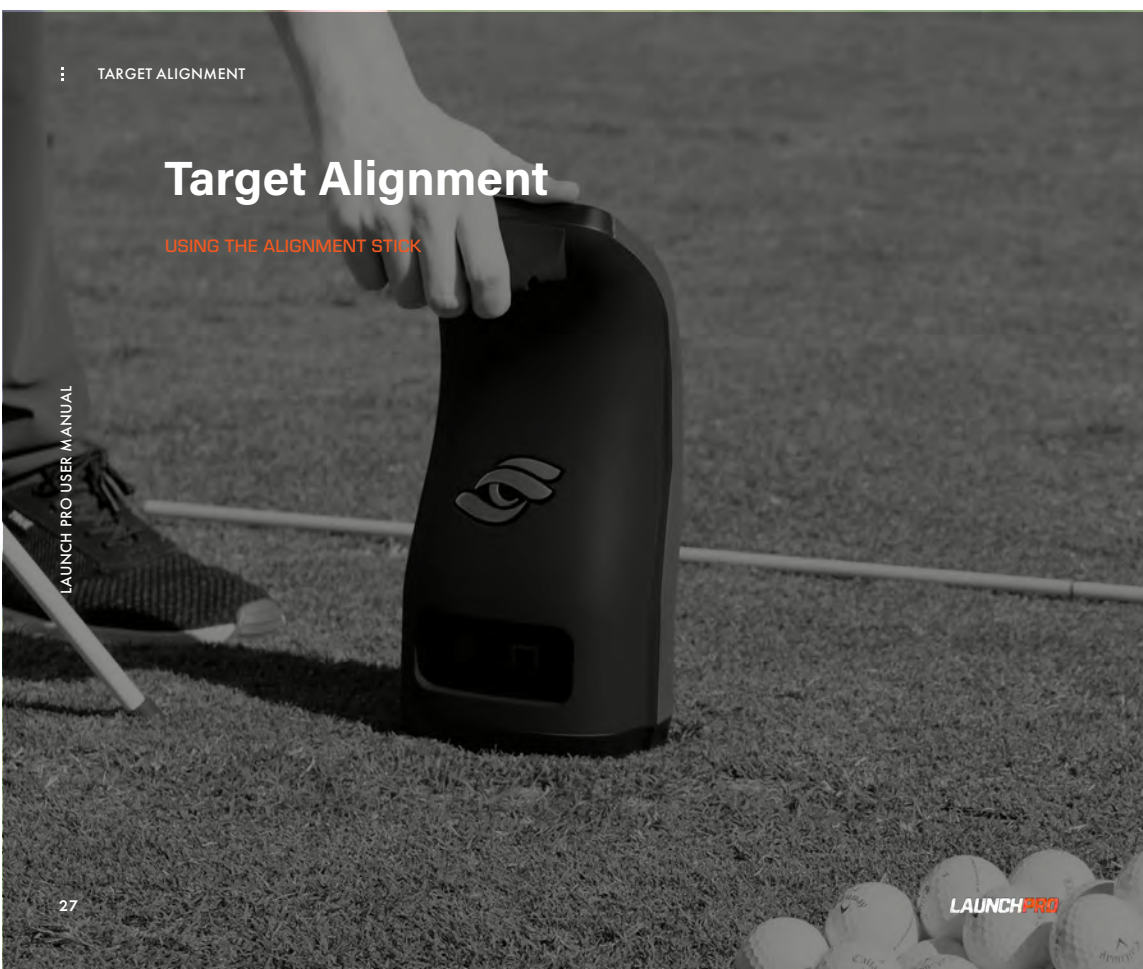 TARGET ALIGNMENT
Target Alignment
USING THE ALIGNMENT STICK
LAUNCH PRO USER MANUAL
27
LAUNCHPRO